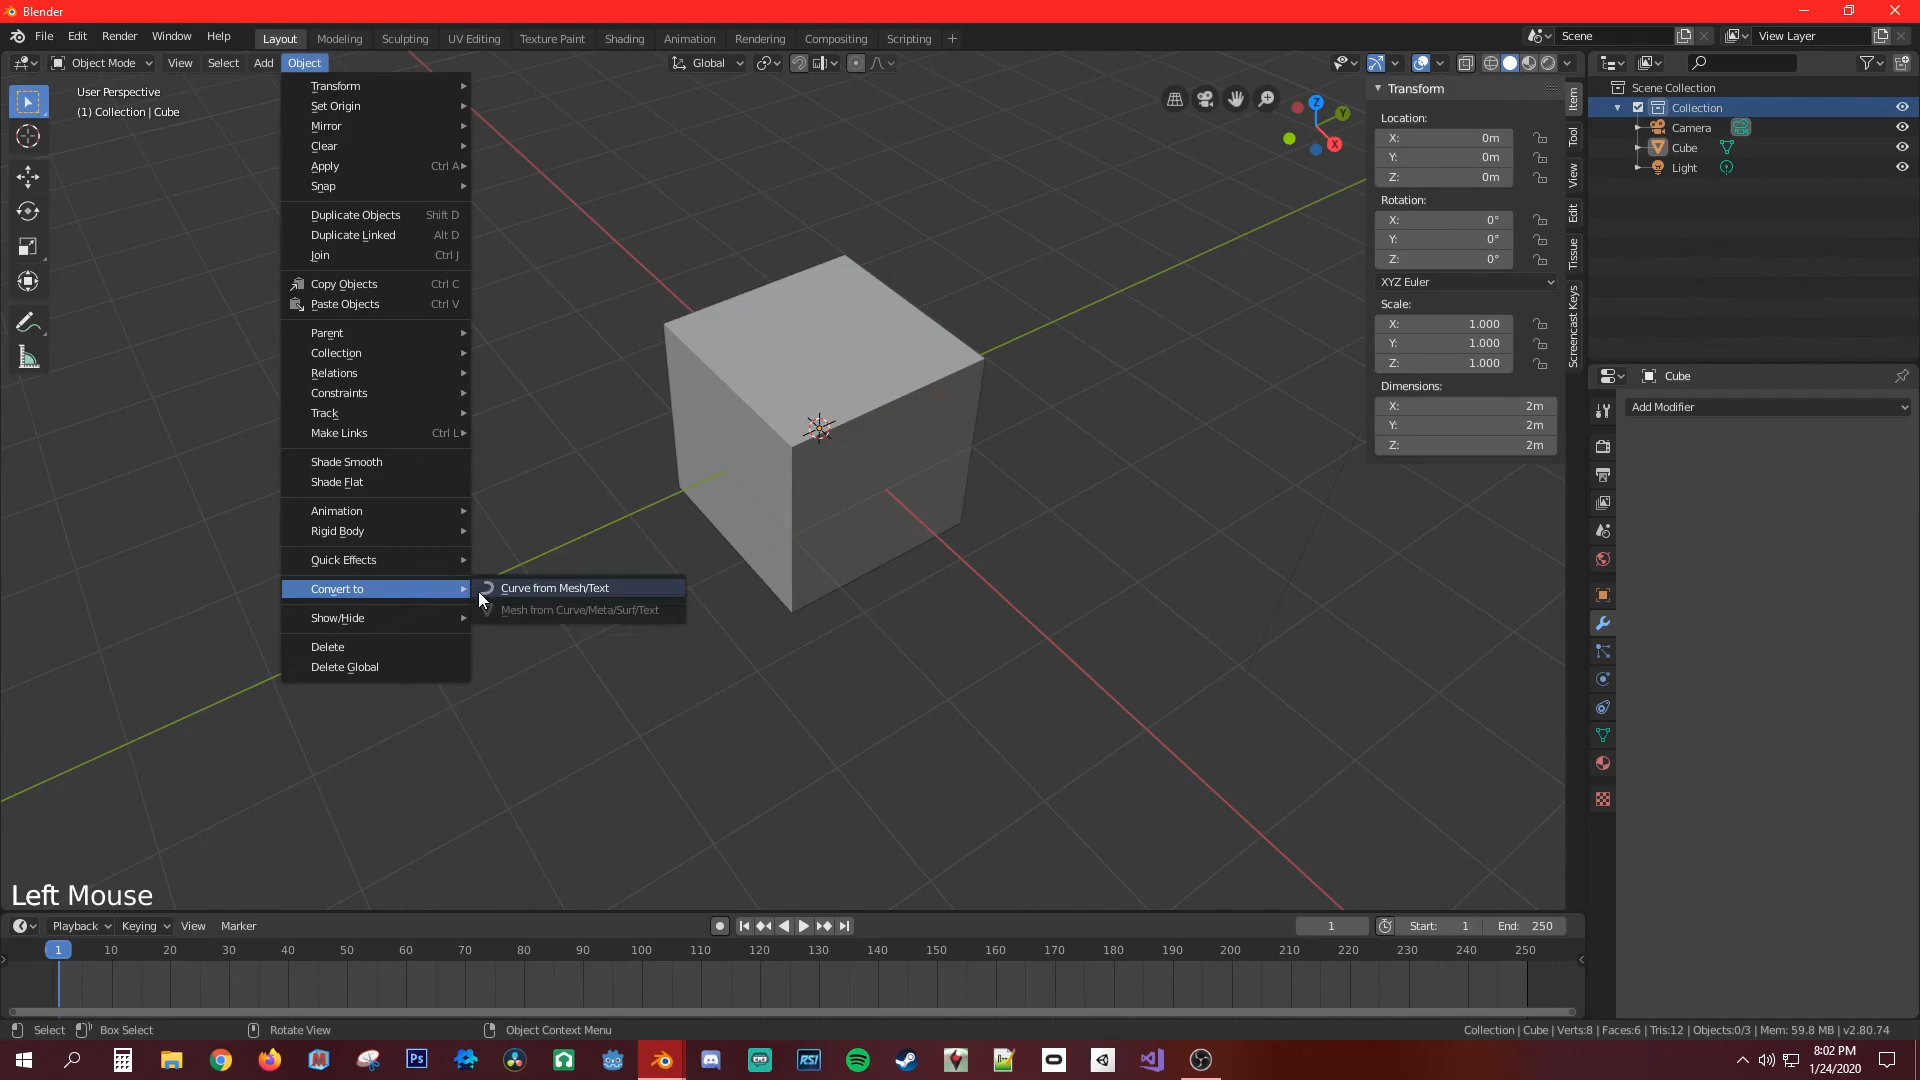 Blender
File Edit Render Window Help
Layout Modeling Sculpting UV Editing Texture Paint Shading Animation Rendering Compositing Scripting +
Scene
View Layer
Object Mode View Select Add Object
Global
User Perspective
(1) Collection | Cube
Transform
Set Origin
Mirror
Clear
Apply Ctrl A
Snap
Duplicate Objects Shift D
Duplicate Linked Alt D
Join Ctrl J
Copy Objects Ctrl C
Paste Objects Ctrl V
Parent
Collection
Relations
Constraints
Track
Make Links Ctrl L
Shade Smooth
Shade Flat
Animation
Rigid Body
Quick Effects
Convert to
Show/Hide
Delete
Delete Global
Curve from Mesh/Text
Mesh from Curve/Meta/Surf/Text
Z
Y
X
Transform
Location:
X: 0m
Y: 0m
Z: 0m
Rotation:
X: 0°
Y: 0°
Z: 0°
XYZ Euler
Scale:
X: 1.000
Y: 1.000
Z: 1.000
Dimensions:
X: 2m
Y: 2m
Z: 2m
Item
Tool
View
Edit
Tissue
Screencast Keys
Scene Collection
Collection
Camera
Cube
Light
Cube
Add Modifier
Left Mouse
Playback Keying View Marker
1
Start: 1
End: 250
1 10 20 30 40 50 60 70 80 90 100 110 120 130 140 150 160 170 180 190 200 210 220 230 240 250
Select Box Select Rotate View Object Context Menu
Collection | Cube | Verts:8 | Faces:6 | Tris:12 | Objects:0/3 | Mem: 59.8 MB | v2.80.74
Ps
RSI
8:02 PM
1/24/2020